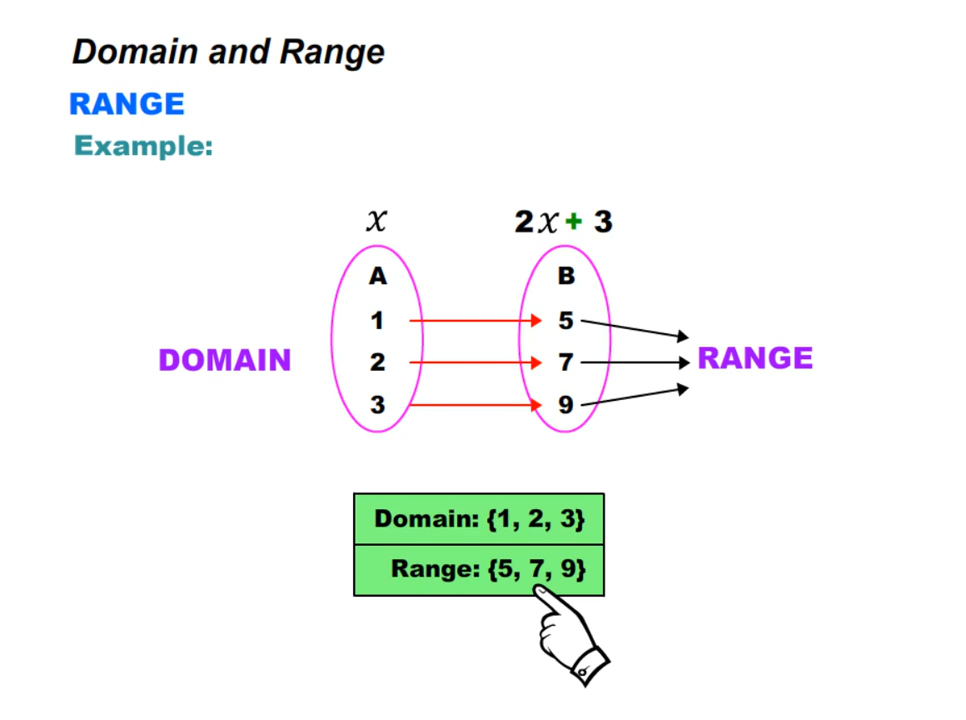 Domain and Range
RANGE
Example:
x 2x + 3
A B
1 5
DOMAIN 2 7 RANGE
3 9
Domain: {1, 2, 3}
Range: {5, 7, 9}